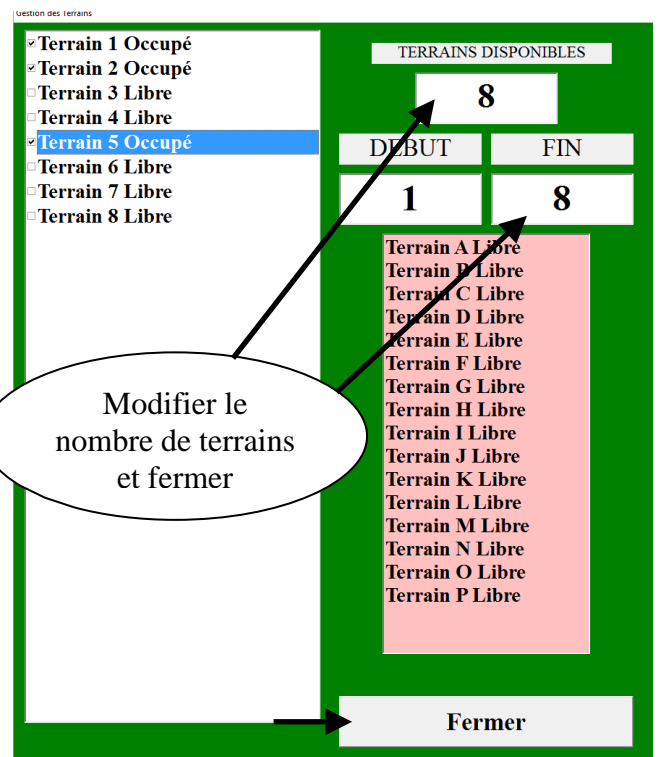 Gestion des Terrains
Terrain 1 Occupé
Terrain 2 Occupé
Terrain 3 Libre
Terrain 4 Libre
Terrain 5 Occupé
Terrain 6 Libre
Terrain 7 Libre
Terrain 8 Libre
TERRAINS DISPONIBLES
8
DEBUT
FIN
1
8
Terrain A Libre
Terrain B Libre
Terrain C Libre
Terrain D Libre
Terrain E Libre
Terrain F Libre
Terrain G Libre
Terrain H Libre
Terrain I Libre
Terrain J Libre
Terrain K Libre
Terrain L Libre
Terrain M Libre
Terrain N Libre
Terrain O Libre
Terrain P Libre
Modifier le
nombre de terrains
et fermer
Fermer